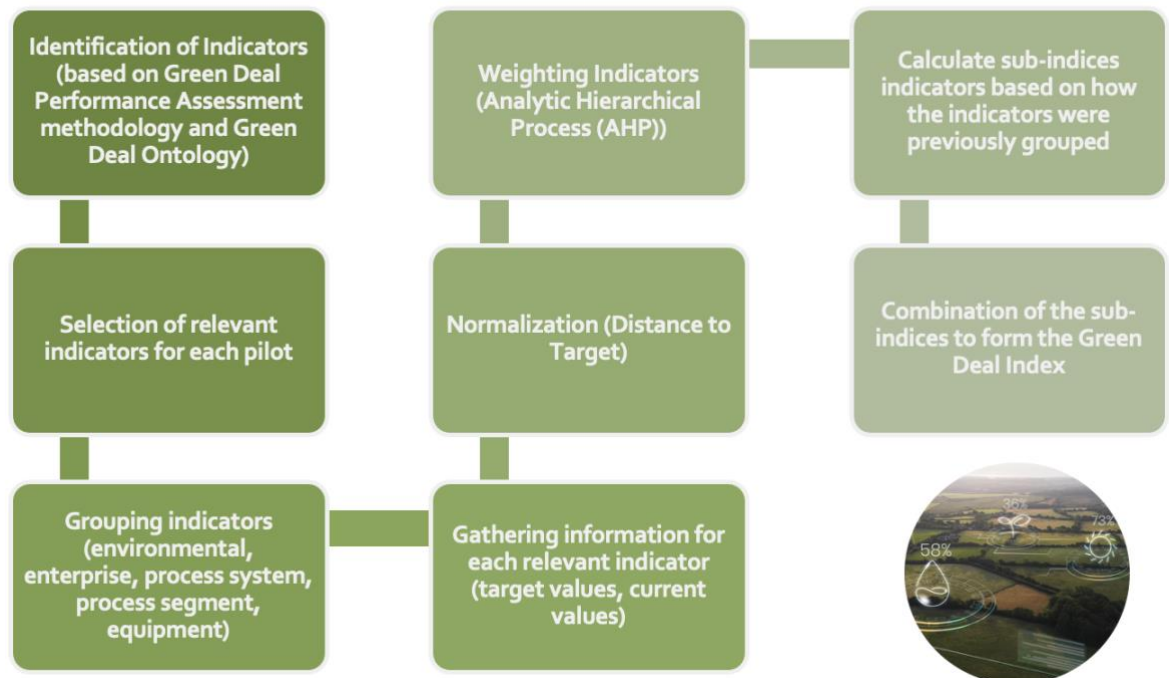 Identification of Indicators
(based on Green Deal
Performance Assessment
methodology and Green
Deal Ontology)
Selection of relevant
indicators for each pilot
Grouping indicators
(environmental,
enterprise, process system,
process segment,
equipment)
Gathering information for
each relevant indicator
(target values, current
values)
Normalization (Distance to
Target)
Weighting Indicators
(Analytic Hierarchical
Process (AHP))
Calculate sub-indices
indicators based on how
the indicators were
previously grouped
Combination of the sub-
indices to form the Green
Deal Index
36%
73%
58%